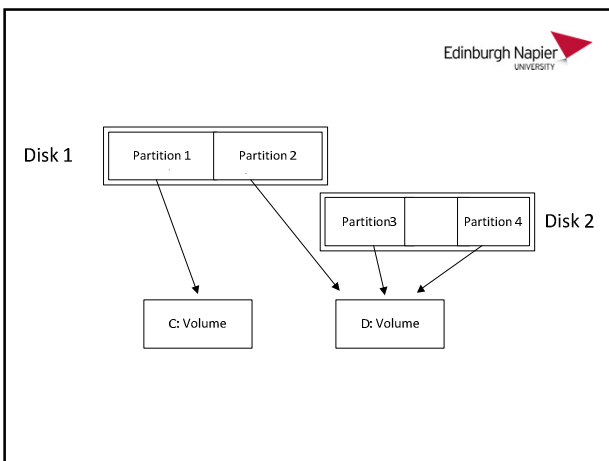 Edinburgh Napier
UNIVERSITY
Disk 1
Partition 1
Partition 2
Partition3
Partition 4
Disk 2
C: Volume
D: Volume